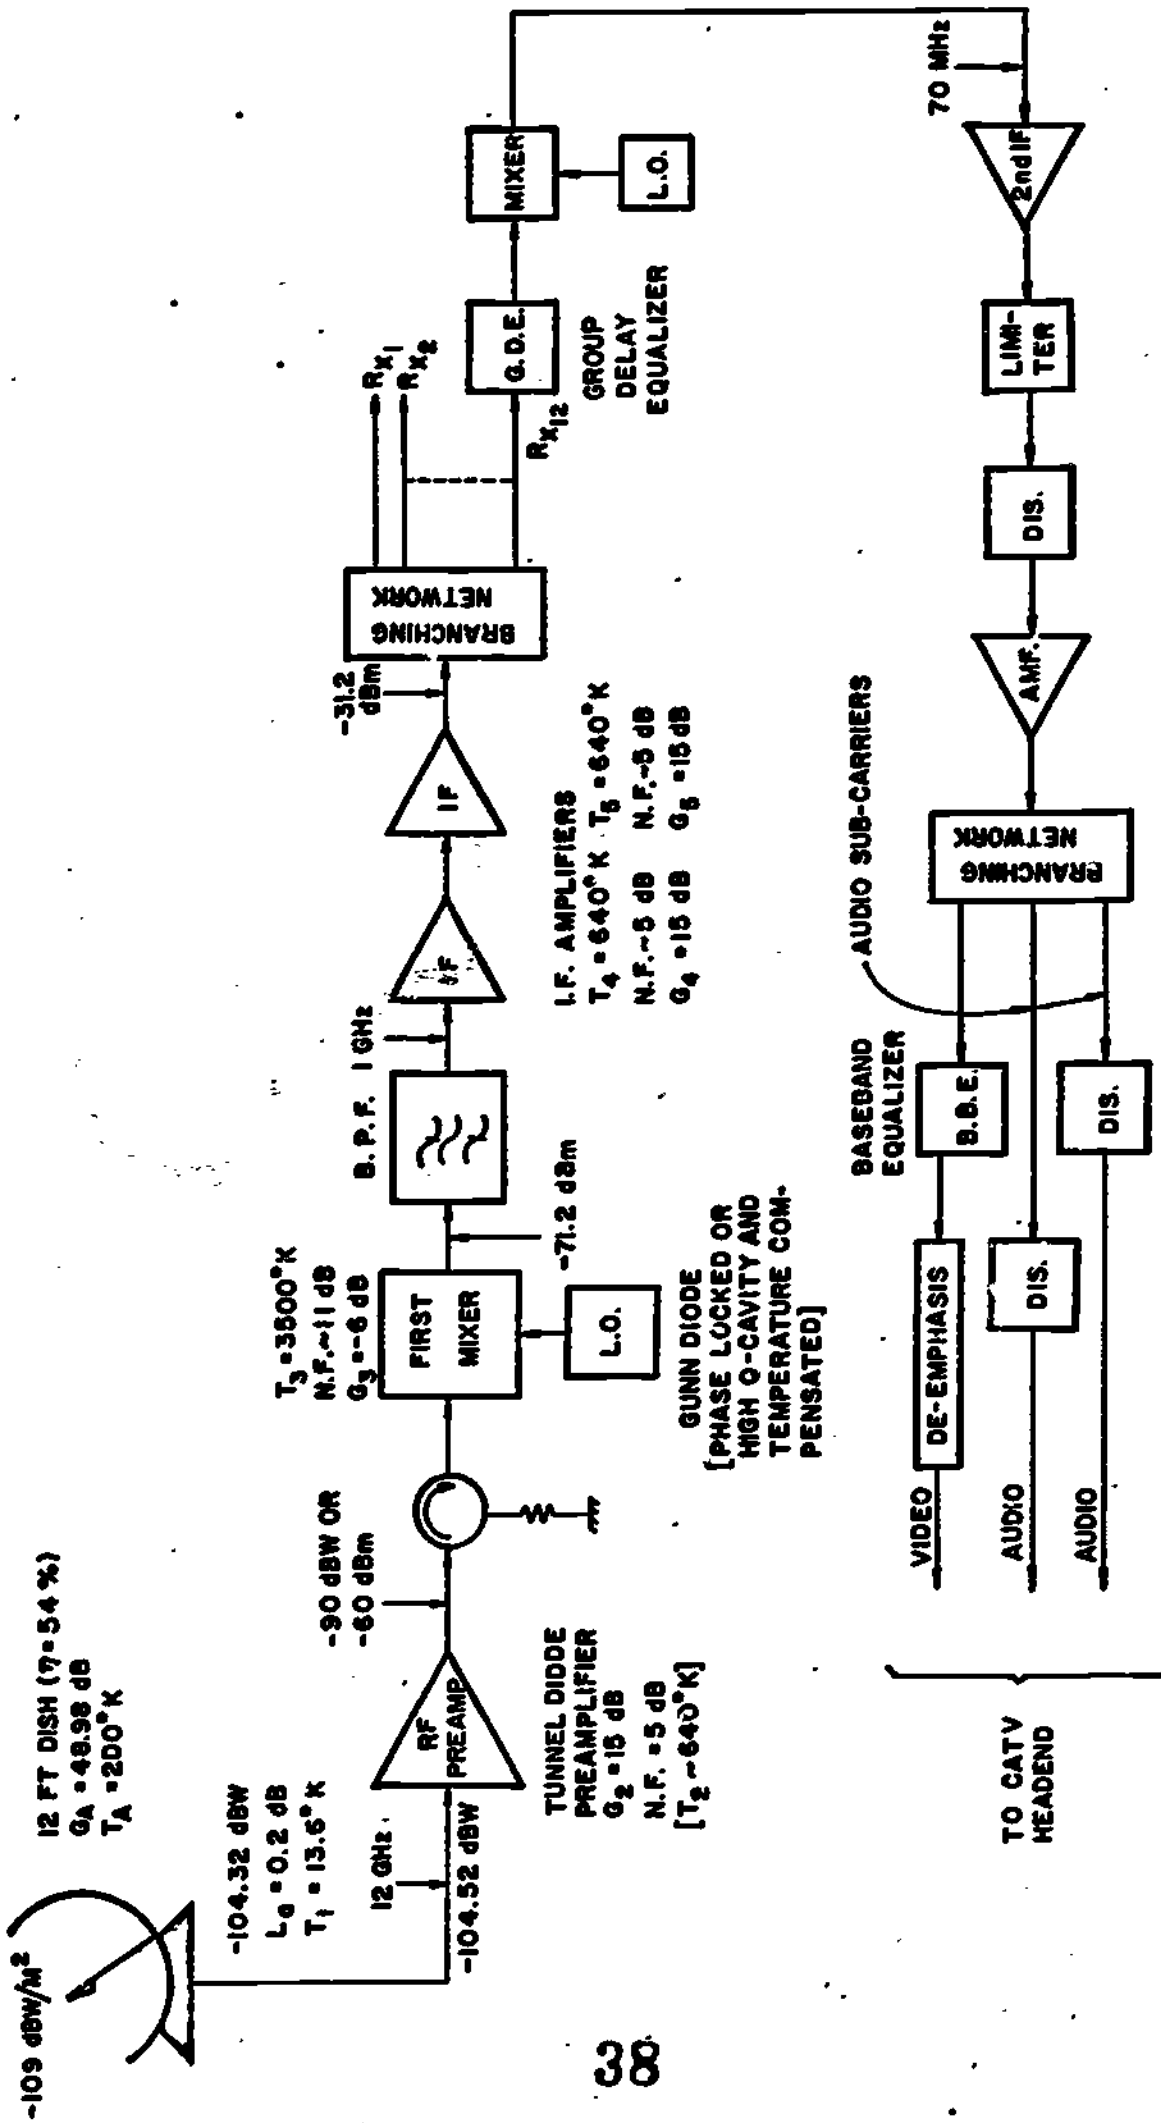 -109 dBW/M²
12 FT DISH (η=54 %)
G_A = 48.98 dB
T_A = 200°K
-104.32 dBW
L_a = 0.2 dB
T_1 = 13.6°K
12 GHz
-104.52 dBW
RF
PREAMP
TUNNEL DIODE
PREAMPLIFIER
G_2 = 15 dB
N.F. = 5 dB
[T_2 ~640°K]
-90 dBW OR
-60 dBm
T_3 = 3500°K
N.F. ~ 11 dB
G_3 = -6 dB
FIRST
MIXER
L.O.
GUNN DIODE
[PHASE LOCKED OR
HIGH Q-CAVITY AND
TEMPERATURE COM-
PENSATED]
-71.2 dBm
B.P.F.
1 GHz
IF
IF
I.F. AMPLIFIERS
T_4 = 640°K T_5 = 640°K
N.F.~5 dB N.F.~5 dB
G_4 = 15 dB G_5 = 15dB
-31.2
dBm
BRANCHING
NETWORK
R_X1
R_X2
R_X12
G.D.E.
GROUP
DELAY
EQUALIZER
MIXER
L.O.
70 MHz
2nd IF
LIMI-
TER
DIS.
AMF.
BRANCHING
NETWORK
AUDIO SUB-CARRIERS
BASEBAND
EQUALIZER
B.B.E.
DIS.
DE-EMPHASIS
DIS.
VIDEO
AUDIO
AUDIO
TO CATV
HEADEND
38